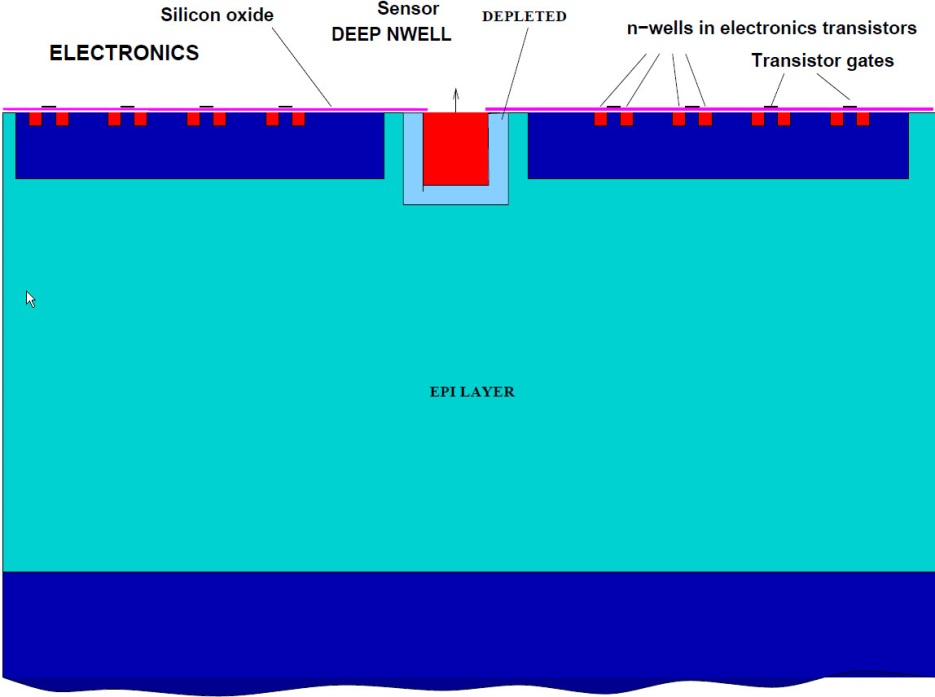 Silicon oxide
Sensor
DEEP NWELL
DEPLETED
n−wells in electronics transistors
ELECTRONICS
Transistor gates
EPI LAYER